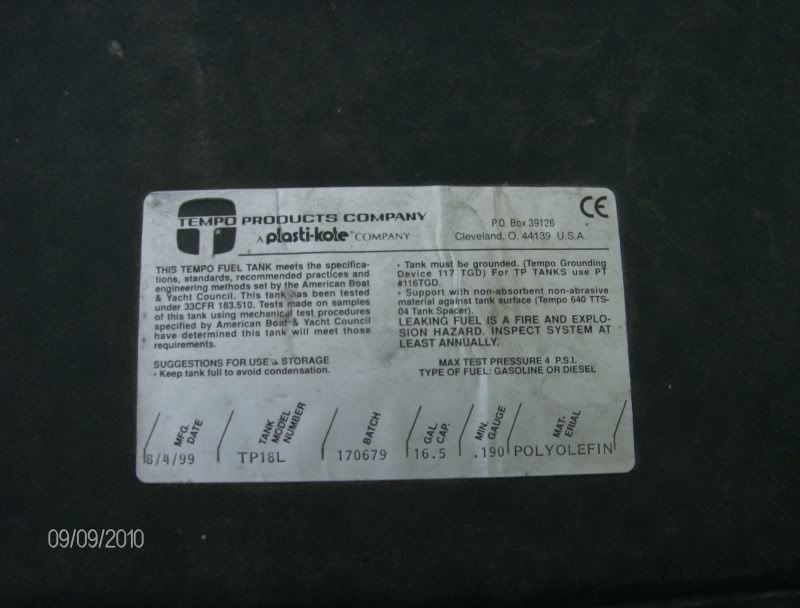 TEMPO PRODUCTS COMPANY
A plasti-kote COMPANY
P.O. Box 39126
Cleveland, O. 44139 U.S.A.
CE
THIS TEMPO FUEL TANK meets the specifica-
tions, standards, recommended practices and
engineering methods set by the American Boat
& Yacht Council. This tank has been tested
under 33CFR 183.510. Tests made on samples
of this tank using mechanical test procedures
specified by American Boat & Yacht Council
have determined this tank will meet those
requirements.
SUGGESTIONS FOR USE & STORAGE
• Keep tank full to avoid condensation.
• Tank must be grounded. (Tempo Grounding
Device 117 TGD) For TP TANKS use PT
#116TGD.
• Support with non-absorbent non-abrasive
material against tank surface (Tempo 640 TTS-
04 Tank Spacer).
LEAKING FUEL IS A FIRE AND EXPLO-
SION HAZARD. INSPECT SYSTEM AT
LEAST ANNUALLY.
MAX TEST PRESSURE 4 P.S.I.
TYPE OF FUEL: GASOLINE OR DIESEL
MFG. DATE
8/4/99
TANK MODEL NUMBER
TP18L
BATCH
170679
GAL. CAP.
16.5
MIN. GAUGE
.190
MAT- ERIAL
POLYOLEFIN
09/09/2010